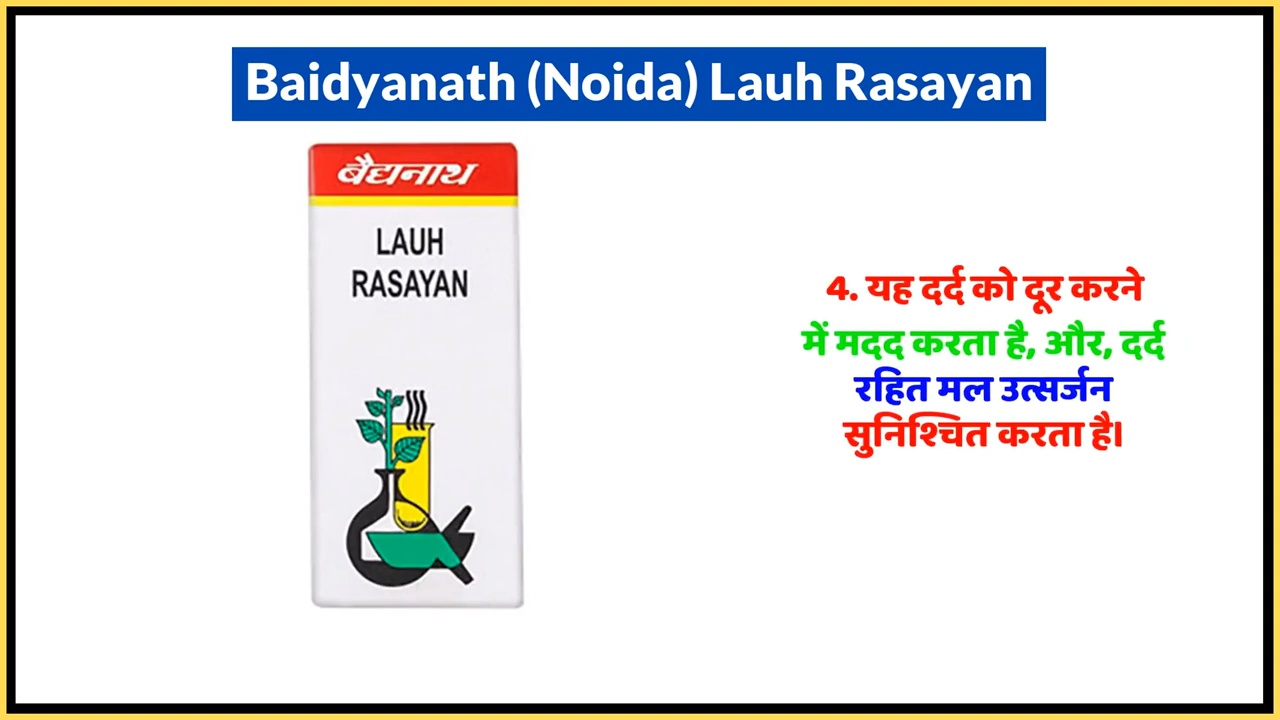 Baidyanath (Noida) Lauh Rasayan
बैद्यनाथ
LAUH
RASAYAN
4. यह दर्द को दूर करने
में मदद करता है, और, दर्द
रहित मल उत्सर्जन
सुनिश्चित करता है।